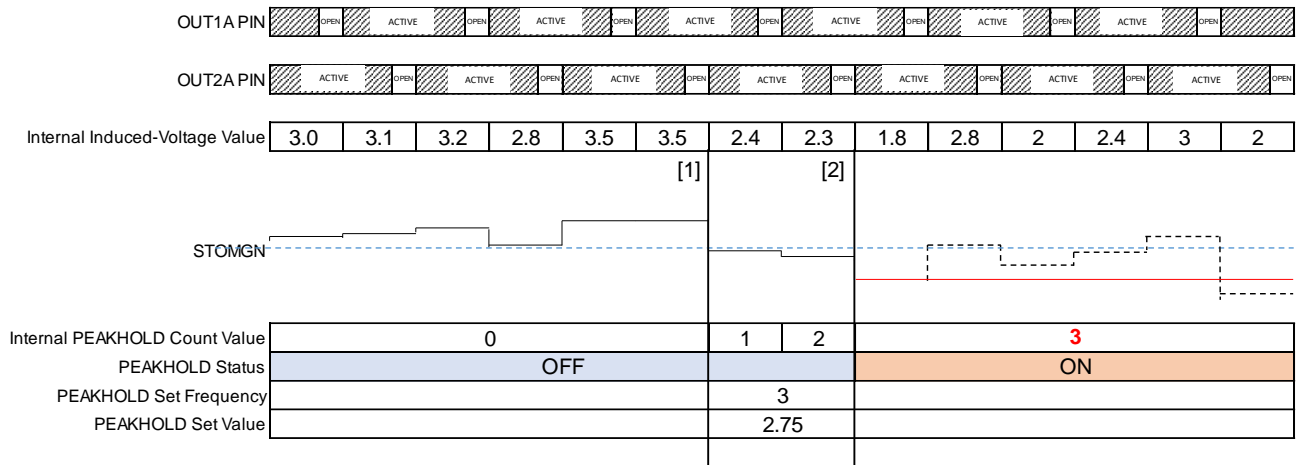 OUT1A PIN OPEN ACTIVE OPEN ACTIVE OPEN ACTIVE OPEN ACTIVE OPEN ACTIVE OPEN ACTIVE OPEN
OUT2A PIN ACTIVE OPEN ACTIVE OPEN ACTIVE OPEN ACTIVE OPEN ACTIVE OPEN ACTIVE OPEN ACTIVE OPEN
Internal Induced-Voltage Value 3.0 3.1 3.2 2.8 3.5 3.5 2.4 2.3 1.8 2.8 2 2.4 3 2
[1] [2]
STOMGN
Internal PEAKHOLD Count Value 0 1 2 3
PEAKHOLD Status OFF ON
PEAKHOLD Set Frequency 3
PEAKHOLD Set Value 2.75